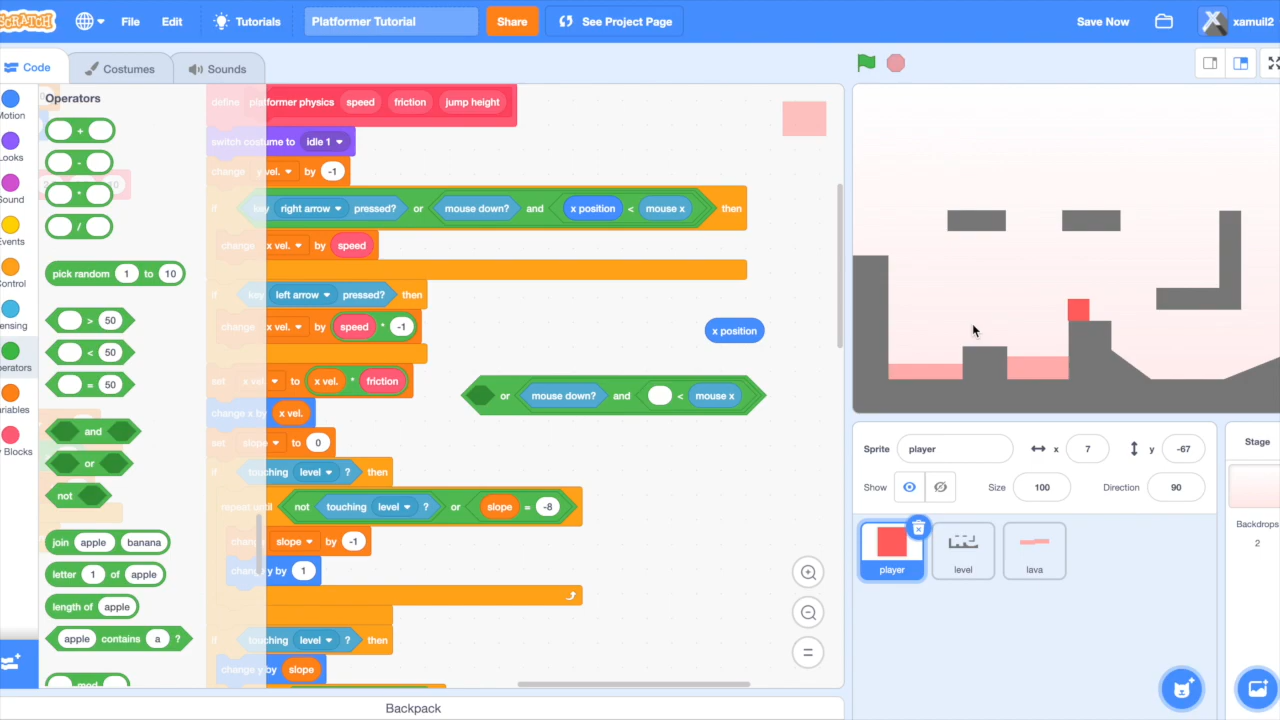 SCRATCH File Edit Tutorials Platformer Tutorial Share See Project Page Save Now xamuil2
Code Costumes Sounds
Motion
Looks
Sound
Events
Control
Sensing
Operators
Variables
My Blocks
Operators
+
-
*
/
pick random 1 to 10
> 50
< 50
= 50
and
or
not
join apple banana
letter 1 of apple
length of apple
apple contains a ?
mod
define platformer physics speed friction jump height
switch costume to idle 1
change y vel. by -1
if key right arrow pressed? or mouse down? and x position < mouse x then
change x vel. by speed
if key left arrow pressed? then
change x vel. by speed * -1
x position
set x vel. to x vel. * friction
or mouse down? and < mouse x
change x by x vel.
set slope to 0
if touching level ? then
repeat until not touching level ? or slope = -8
change slope by -1
change y by 1
if touching level ? then
change y by slope
Backpack
Sprite player x 7 y -67
Show Size 100 Direction 90
player level lava
Stage
Backdrops
2